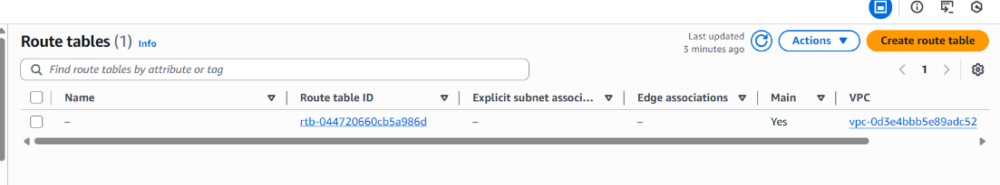 Route tables (1) Info
Last updated
3 minutes ago
Actions
Create route table
Find route tables by attribute or tag
1
Name
Route table ID
Explicit subnet associ...
Edge associations
Main
VPC
–
rtb-044720660cb5a986d
–
–
Yes
vpc-0d3e4bbb5e89adc52